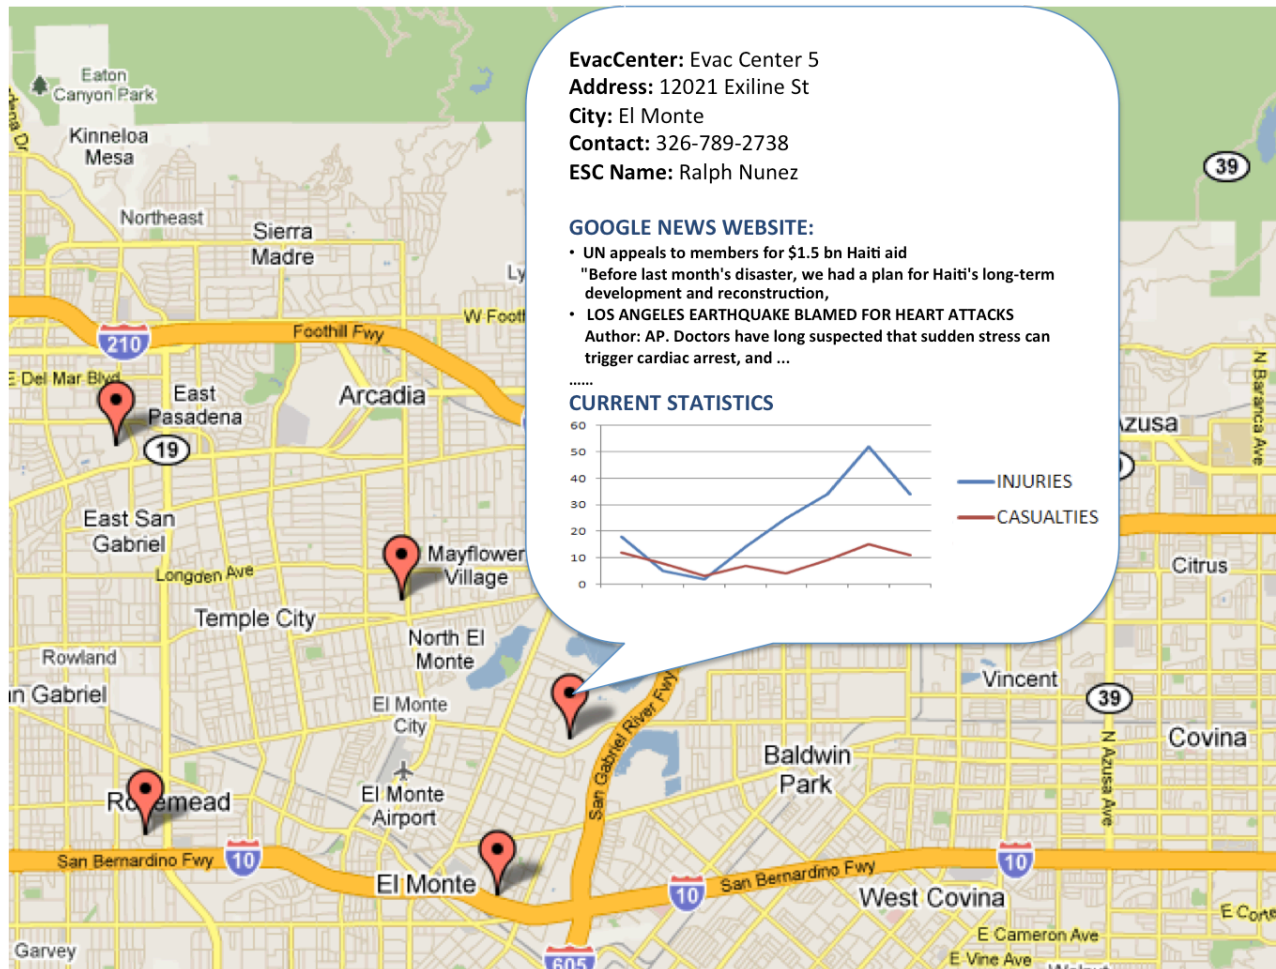 EvacCenter: Evac Center 5
Address: 12021 Exiline St
City: El Monte
Contact: 326-789-2738
ESC Name: Ralph Nunez
GOOGLE NEWS WEBSITE:
• UN appeals to members for $1.5 bn Haiti aid
"Before last month's disaster, we had a plan for Haiti's long-term
development and reconstruction,
• LOS ANGELES EARTHQUAKE BLAMED FOR HEART ATTACKS
Author: AP. Doctors have long suspected that sudden stress can
trigger cardiac arrest, and ...
......
CURRENT STATISTICS
60
50
40
30
20
10
0
INJURIES
CASUALTIES
Eaton
Canyon Park
Kinneloa
Mesa
Dr
Northeast
Sierra
Madre
39
Ly
W Foot
210
Foothill Fwy
E Del Mar Blvd
East
Pasadena
Arcadia
19
Azusa
N Baranca Ave
East San
Gabriel
Mayflower
Village
Longden Ave
Citrus
Temple City
North El
Monte
Rowland
n Gabriel
El Monte
City
San Gabriel River Fwy
Vincent
39
Covina
N Azusa Ave
Baldwin
Park
El Monte
Airport
Rosemead
San Bernardino Fwy
10
El Monte
10
San Bernardino Fwy
10
West Covina
E Corte
E Cameron Ave
Garvey
605
E Vine Ave